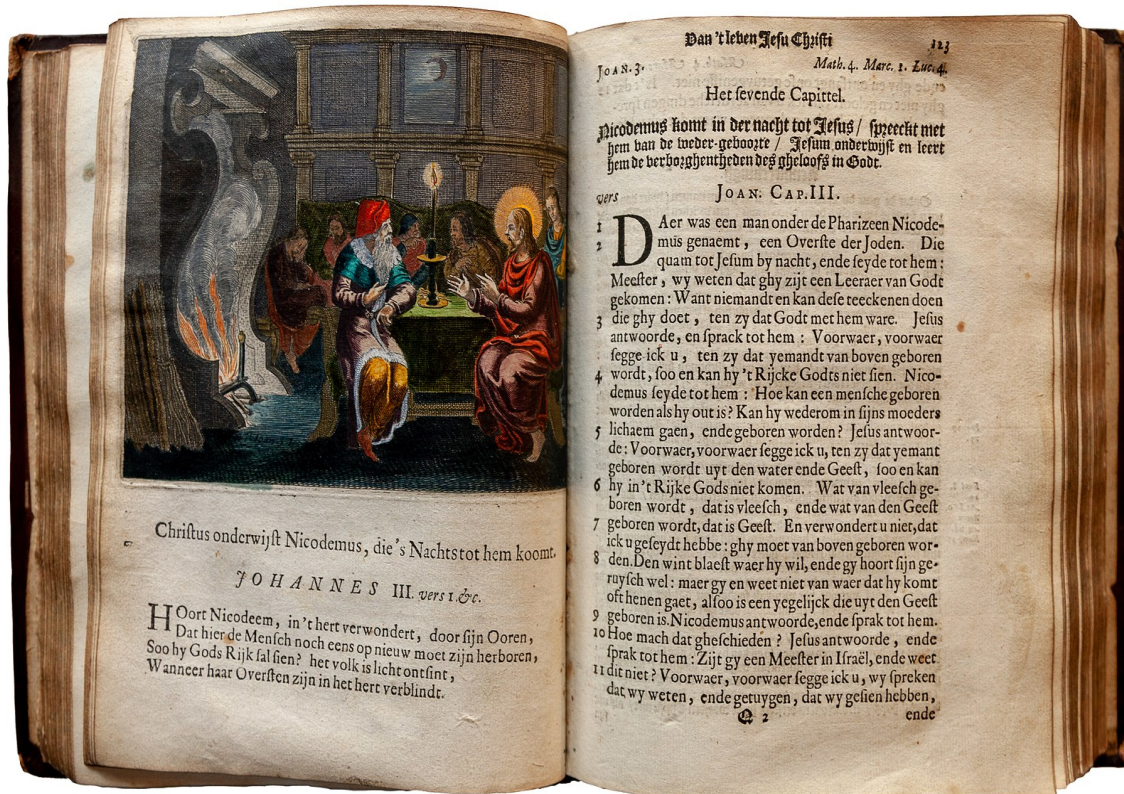 Chriſtus onderwijſt Nicodemus, die 's Nachts tot hem koomt.
JOHANNES III. vers 1. &c.
HOort Nicodeem, in 't hert verwondert, door ſijn Ooren,
Dat hier de Menſch noch eens op nieuw moet zijn herboren,
Soo hy Gods Rijk ſal ſien? het volk is licht ontſint,
Wanneer haar Overſten zijn in het hert verblindt.
Van 't leven Jeſu Chriſti
123
JOAN. 3.
Math. 4. Marc. 1. Luc. 4.
Het ſevende Capittel.
Nicodemus komt in der nacht tot Jeſus / ſpreeckt met
hem van de weder-geboorte / Jeſum onderwijſt en leert
hem de verborghentheden des gheloofs in Godt.
vers
JOAN. CAP. III.
1 DAer was een man onder de Pharizeen Nicode-
2 mus genaemt, een Overſte der Joden. Die
quam tot Jeſum by nacht, ende ſeyde tot hem:
Meeſter, wy weten dat ghy zijt een Leeraer van Godt
gekomen: Want niemandt en kan deſe teeckenen doen
3 die ghy doet, ten zy dat Godt met hem ware. Jeſus
antwoorde, en ſprack tot hem: Voorwaer, voorwaer
ſegge ick u, ten zy dat yemandt van boven geboren
4 wordt, ſoo en kan hy 't Rijcke Godts niet ſien. Nico-
demus ſeyde tot hem: Hoe kan een menſche geboren
worden als hy out is? Kan hy wederom in ſijns moeders
5 lichaem gaen, ende geboren worden? Jeſus antwoor-
de: Voorwaer, voorwaer ſegge ick u, ten zy dat yemant
geboren wordt uyt den water ende Geeſt, ſoo en kan
6 hy in 't Rijke Gods niet komen. Wat van vleeſch ge-
boren wordt, dat is vleeſch, ende wat van den Geeſt
7 geboren wordt, dat is Geeſt. En verwondert u niet, dat
ick u geſeydt hebbe: ghy moet van boven geboren wor-
8 den. Den wint blaeſt waer hy wil, ende gy hoort ſijn ge-
ruyſch wel: maer gy en weet niet van waer dat hy komt
oft henen gaet, alſoo is een yegelijck die uyt den Geeſt
9 geboren is. Nicodemus antwoorde, ende ſprak tot hem.
10 Hoe mach dat gheſchieden? Jeſus antwoorde, ende
ſprak tot hem: Zijt gy een Meeſter in Iſraël, ende weet
11 dit niet? Voorwaer, voorwaer ſegge ick u, wy ſpreken
dat wy weten, ende getuygen, dat wy geſien hebben,
Q 2
ende